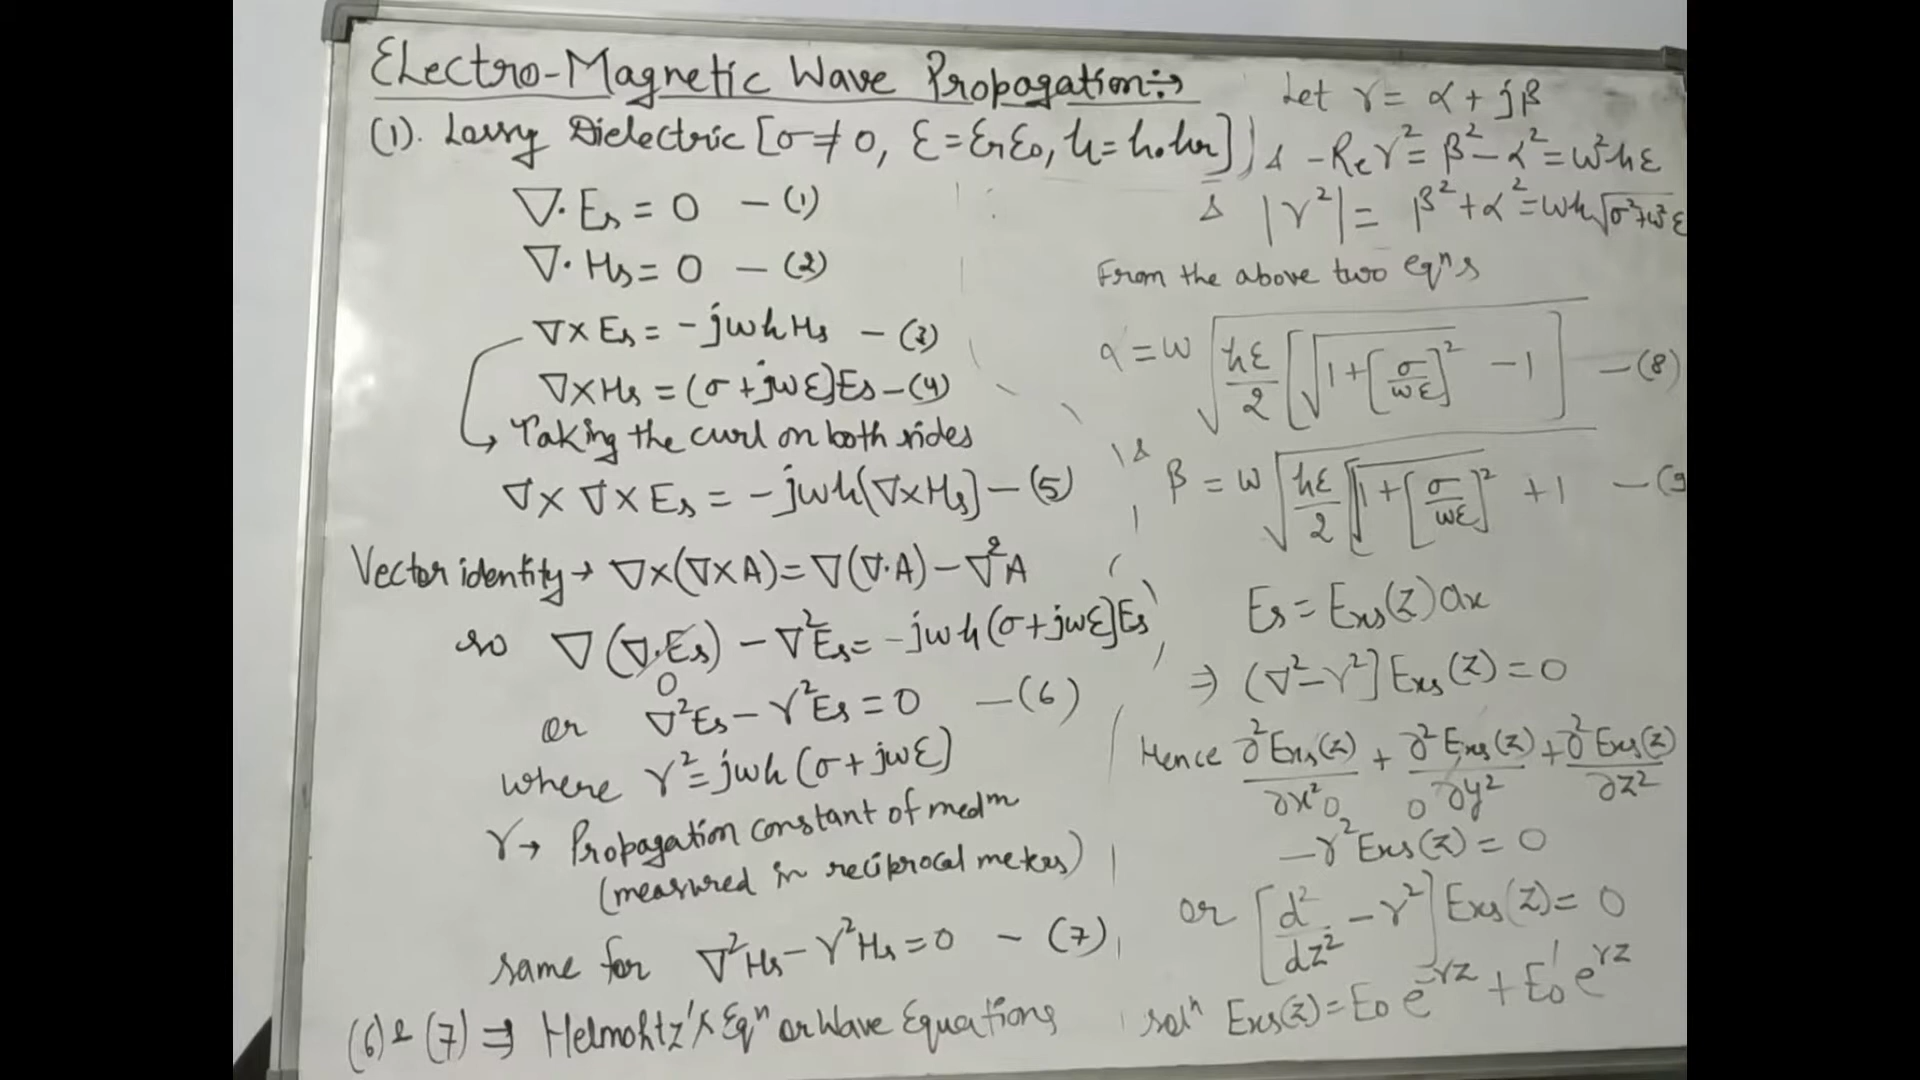 Electro-Magnetic Wave Propagation:→
(1). Lossy Dielectric [σ ≠ 0, ε = εrε0, μ = μ0μr]
∇·Es = 0 — (1)
∇·Hs = 0 — (2)
∇×Es = -jωμHs — (3)
∇×Hs = (σ + jωε]Es — (4)
→ Taking the curl on both sides
∇×∇×Es = -jωμ(∇×Hs] — (5)
Vector identity → ∇×(∇×A) = ∇(∇·A) - ∇²A
so ∇(∇·Es) - ∇²Es = -jωμ(σ + jωε]Es
0
or ∇²Es - γ²Es = 0 — (6)
where γ² = jωμ(σ + jωε]
γ → Propagation constant of medm
(measured in reciprocal meters)
same for ∇²Hs - γ²Hs = 0 — (7)
(6) & (7) ⇒ Helmohtz's Eqn or Wave Equations
Let γ = α + jβ
& -Re γ² = β² - α² = ω²με
& |γ²| = β² + α² = ωμ√σ²+ω²ε
From the above two eqns
α = ω √με/2 [√1+[σ/ωε]² - 1] — (8)
& β = ω √με/2 [√1+[σ/ωε]² + 1 — (9
Es = Exs(z) ax
⇒ (∇² - γ²] Exs(z) = 0
Hence ∂²Exs(z)/∂x² + ∂²Exs(z)/∂y² + ∂²Exs(z)/∂z²
0 0
- γ²Exs(z) = 0
or [d²/dz² - γ²] Exs(z) = 0
soln Exs(z) = E0 e^-γz + E0' e^γz